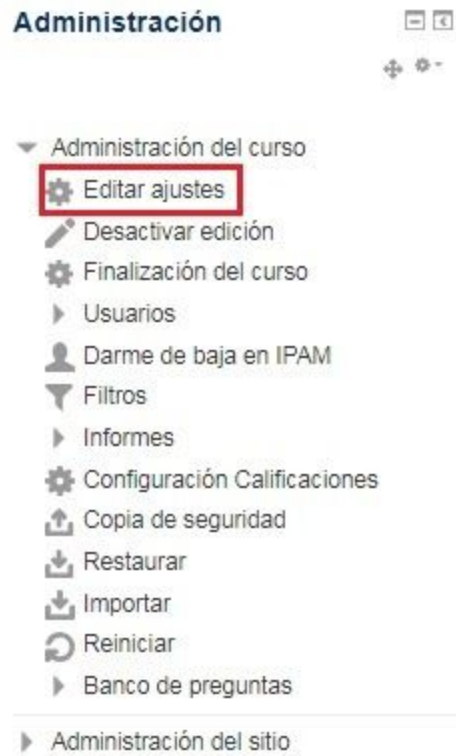 Administración
Administración del curso
Editar ajustes
Desactivar edición
Finalización del curso
Usuarios
Darme de baja en IPAM
Filtros
Informes
Configuración Calificaciones
Copia de seguridad
Restaurar
Importar
Reiniciar
Banco de preguntas
Administración del sitio